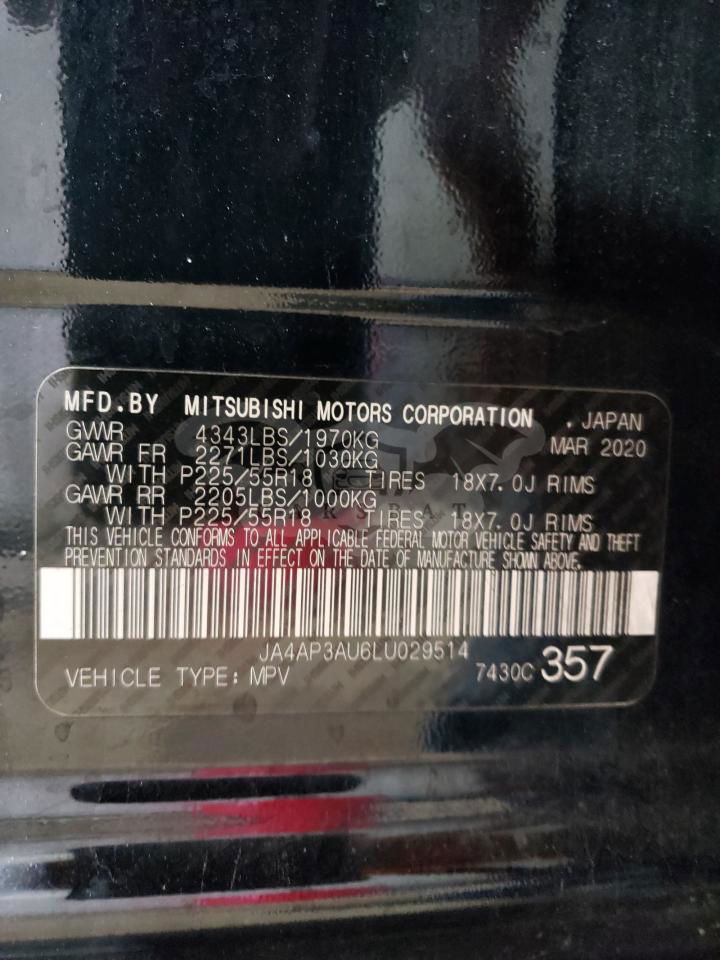 MFD.BY MITSUBISHI MOTORS CORPORATION , JAPAN
GVWR 4343LBS/1970KG MAR 2020
GAWR FR 2271LBS/1030KG
WITH P225/55R18 TIRES 18X7.0J RIMS
GAWR RR 2205LBS/1000KG
WITH P225/55R18 TIRES 18X7.0J RIMS
THIS VEHICLE CONFORMS TO ALL APPLICABLE FEDERAL MOTOR VEHICLE SAFETY AND THEFT
PREVENTION STANDARDS IN EFFECT ON THE DATE OF MANUFACTURE SHOWN ABOVE.
JA4AP3AU6LU029514
VEHICLE TYPE: MPV 7430C 357